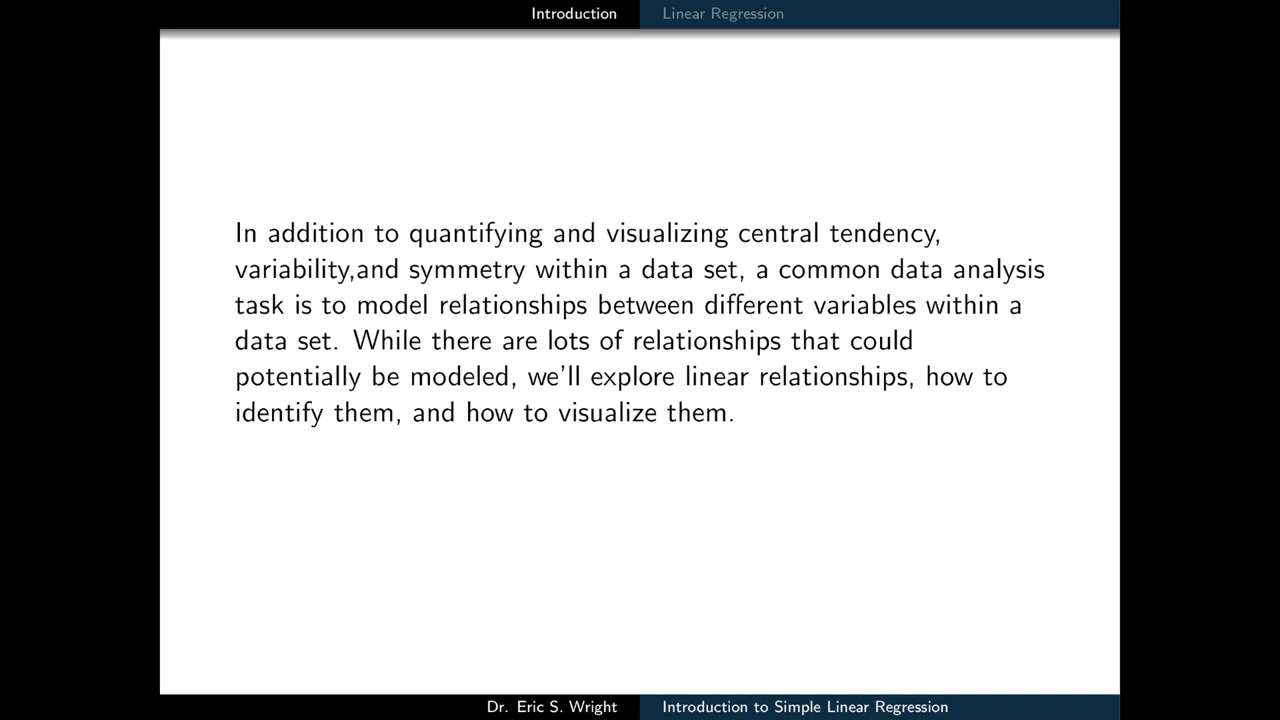 Introduction
Linear Regression
In addition to quantifying and visualizing central tendency,
variability,and symmetry within a data set, a common data analysis
task is to model relationships between different variables within a
data set. While there are lots of relationships that could
potentially be modeled, we'll explore linear relationships, how to
identify them, and how to visualize them.
Dr. Eric S. Wright
Introduction to Simple Linear Regression